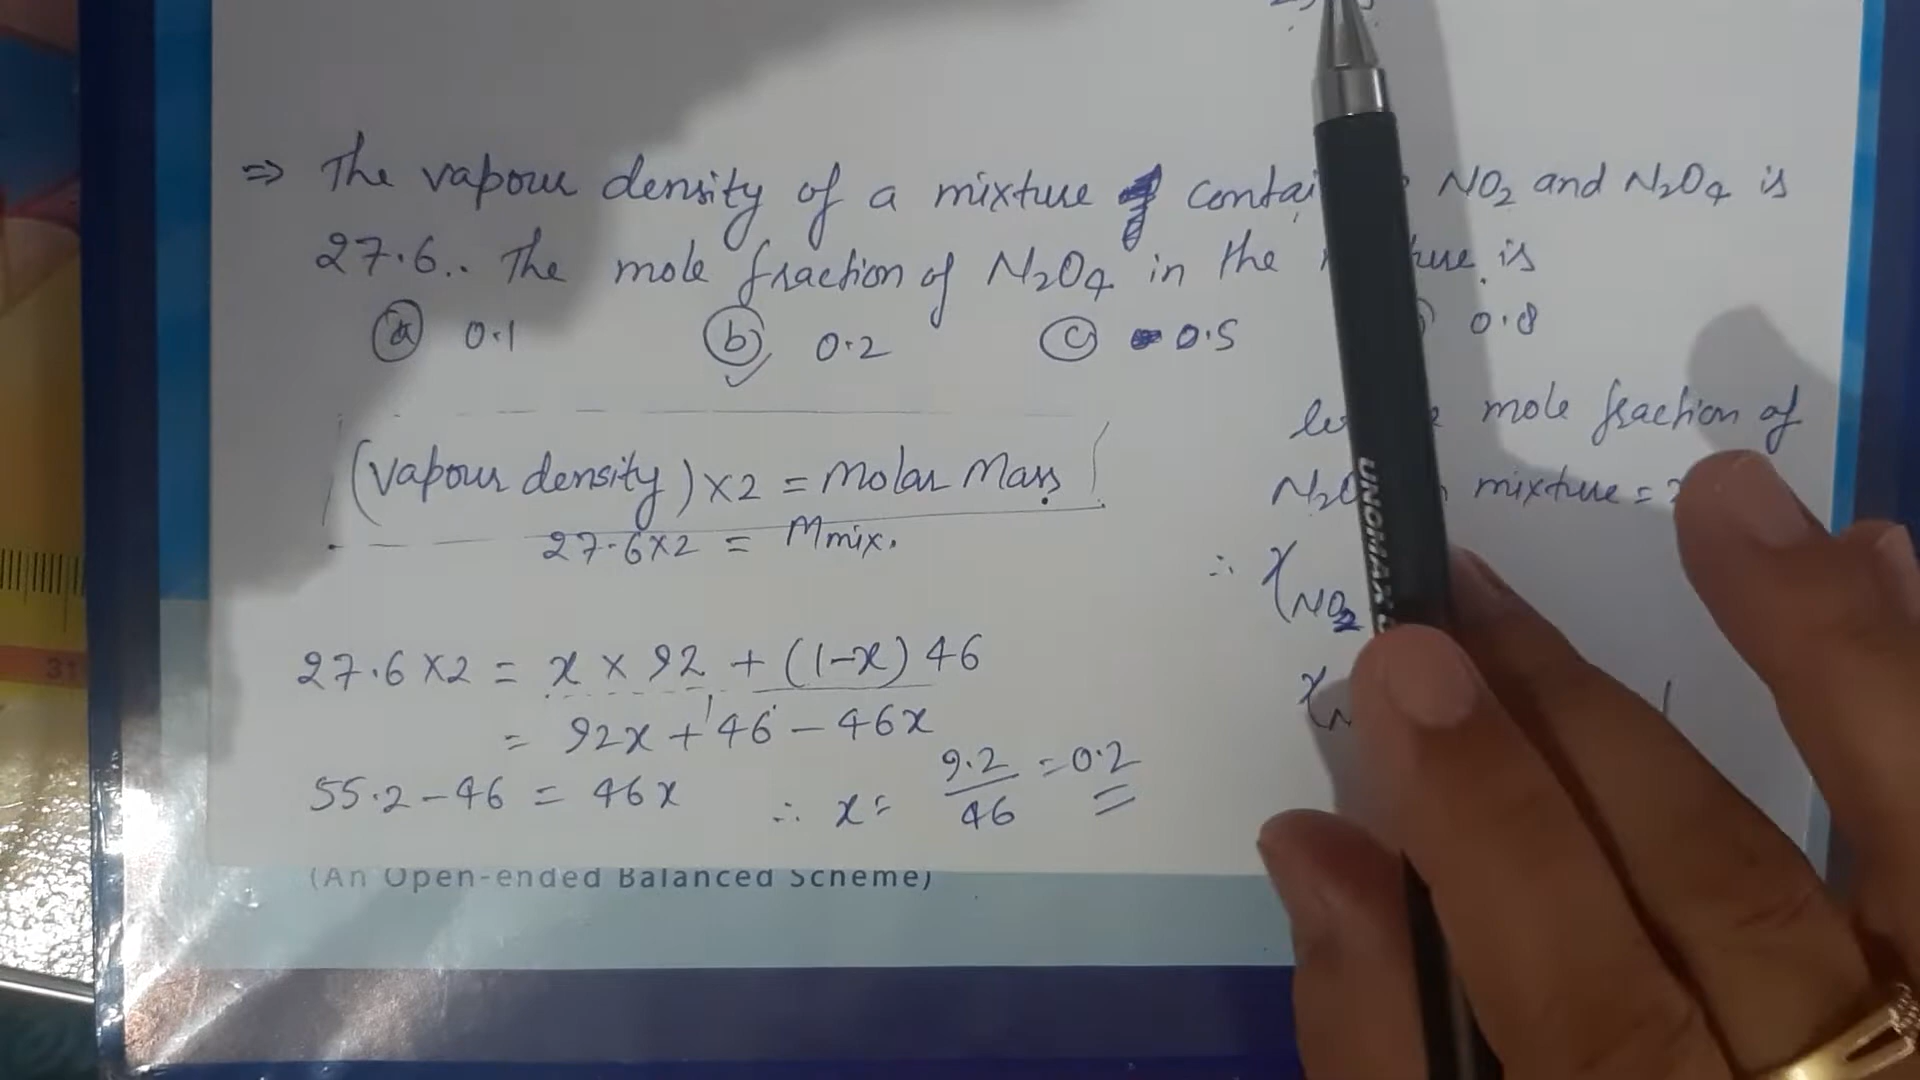 ⇒ The vapour density of a mixture NO2 and N2O4 is
27.6.. The mole fraction of N2O4 in the is
(a) 0.1 (b) 0.2 (c) 0.5 0.8
(vapour density) × 2 = Molar Mass
27.6×2 = Mmix.
mole fraction of
mixture =
∴ χNO2
27.6 ×2 = x × 92 + (1-x) 46
= 92x + 46 - 46x
55.2 - 46 = 46x ∴ x = 9.2/46 = 0.2
(An Open-ended Balanced Scheme)
UNOMAX
31